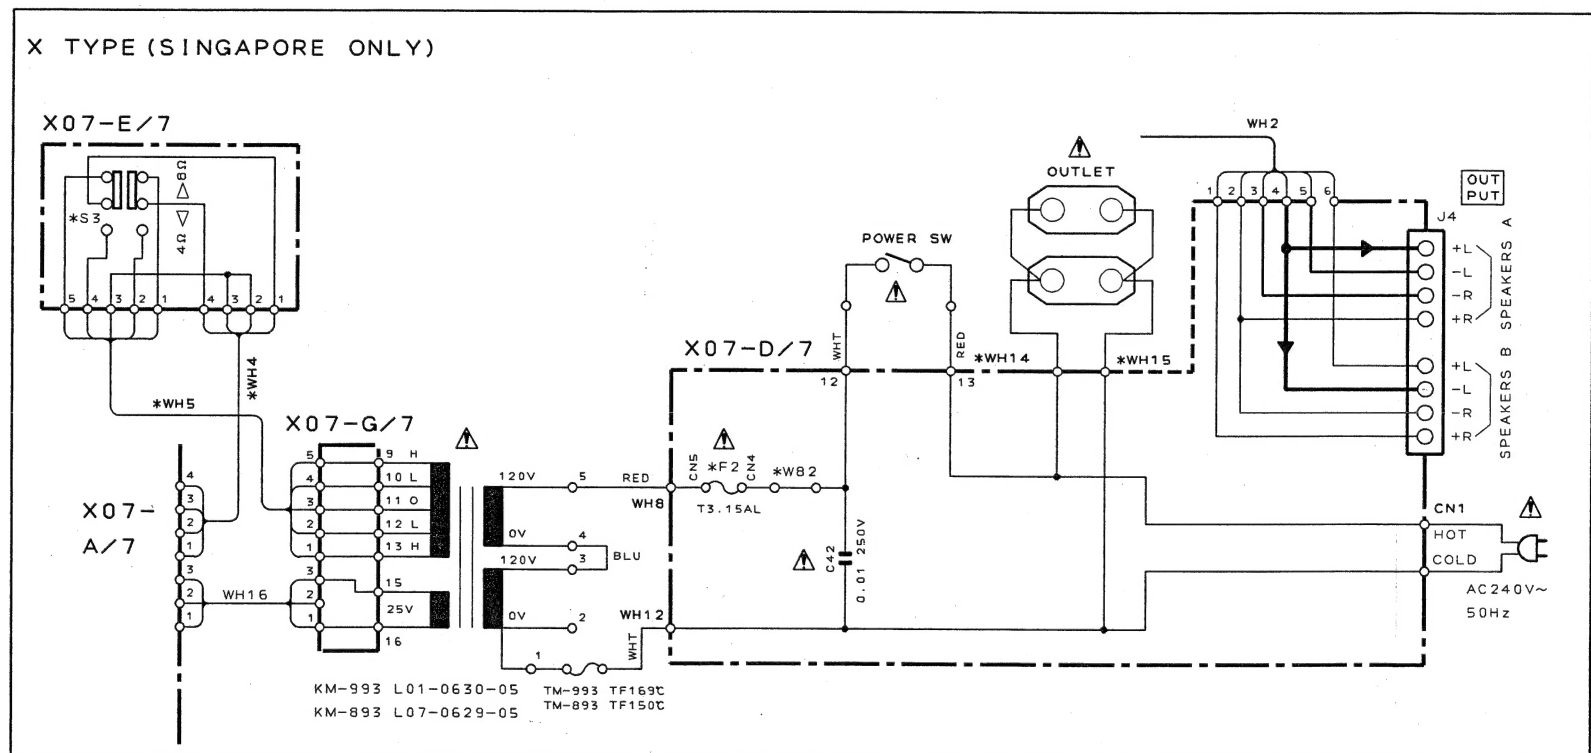 X TYPE (SINGAPORE ONLY)
X07-E/7
*S3
4Ω ◁ ▷ 8Ω
5 4 3 2 1 4 3 2 1
*WH4
*WH5
X07-G/7
X07-
A/7
4
3
2
1
3
2
1
WH16
5
4
3
2
1
3
2
1
9 H
10 L
11 O
12 L
13 H
15
25V
16
120V
0V
120V
0V
5
4
3
2
1
RED
BLU
WHT
WH8
WH12
KM-993 L01-0630-05
KM-893 L07-0629-05
TM-993 TF169℃
TM-893 TF150℃
X07-D/7
CN5
*F2
CN4
*W82
T3.15AL
C42
0.01 250V
POWER SW
WHT
RED
12
13
*WH14
*WH15
OUTLET
WH2
1 2 3 4 5 6
OUT
PUT
J4
+L
-L
-R
+R
SPEAKERS A
+L
-L
-R
+R
SPEAKERS B
CN1
HOT
COLD
AC240V~
50Hz